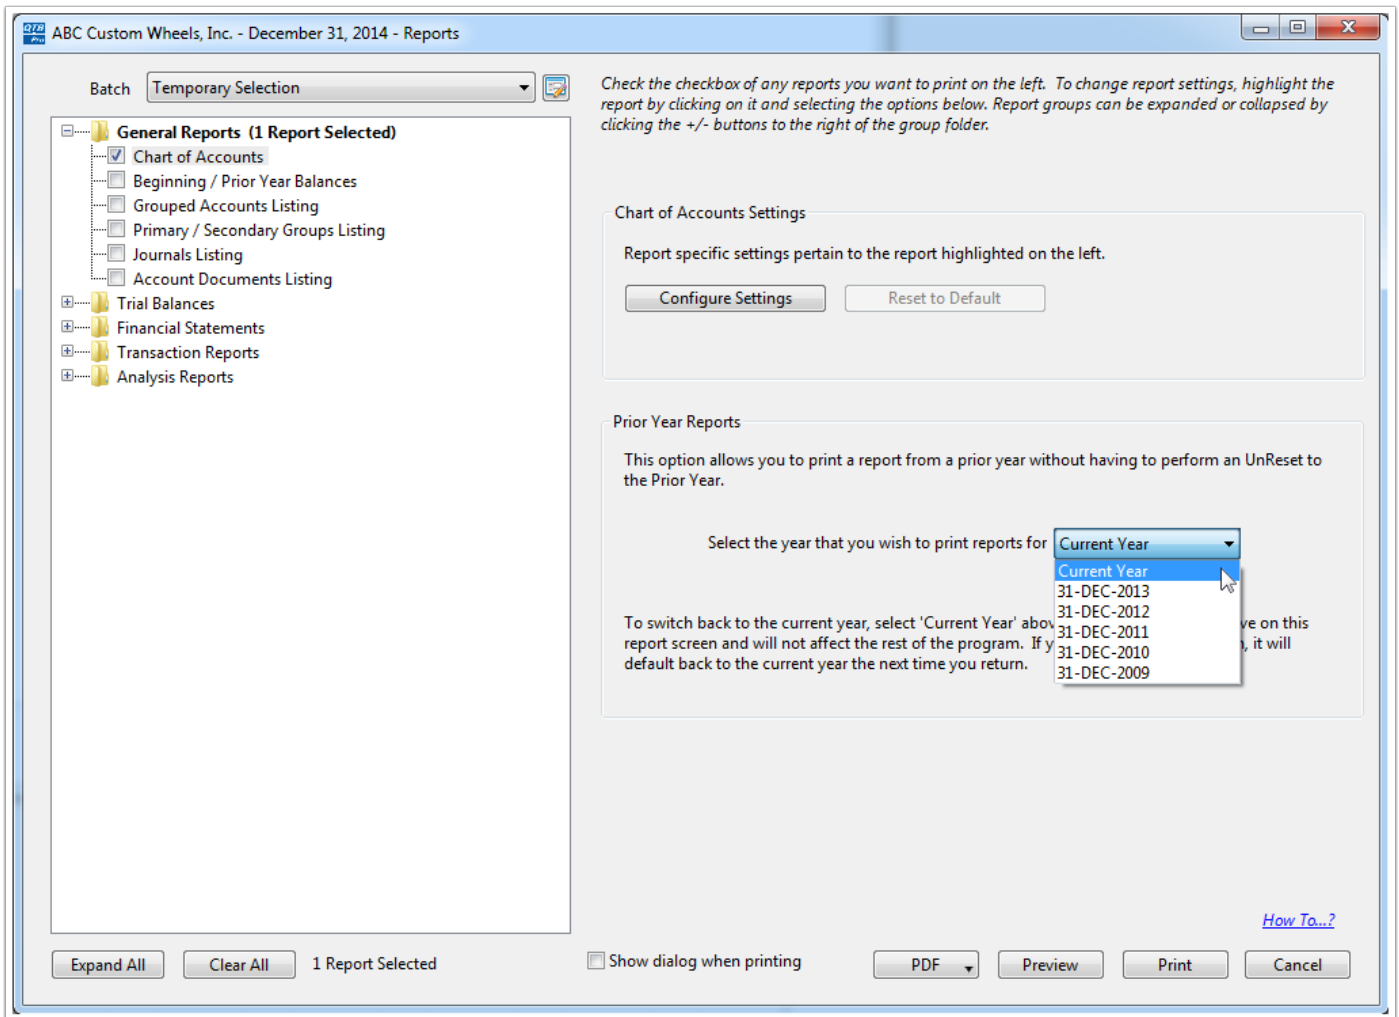 QTB
Pro
ABC Custom Wheels, Inc. - December 31, 2014 - Reports
Batch
Temporary Selection
General Reports (1 Report Selected)
Chart of Accounts
Beginning / Prior Year Balances
Grouped Accounts Listing
Primary / Secondary Groups Listing
Journals Listing
Account Documents Listing
Trial Balances
Financial Statements
Transaction Reports
Analysis Reports
Check the checkbox of any reports you want to print on the left. To change report settings, highlight the
report by clicking on it and selecting the options below. Report groups can be expanded or collapsed by
clicking the +/- buttons to the right of the group folder.
Chart of Accounts Settings
Report specific settings pertain to the report highlighted on the left.
Configure Settings
Reset to Default
Prior Year Reports
This option allows you to print a report from a prior year without having to perform an UnReset to
the Prior Year.
Select the year that you wish to print reports for
Current Year
Current Year
31-DEC-2013
31-DEC-2012
31-DEC-2011
31-DEC-2010
31-DEC-2009
To switch back to the current year, select 'Current Year' abov ve on this
report screen and will not affect the rest of the program. If y , it will
default back to the current year the next time you return.
How To...?
Expand All
Clear All
1 Report Selected
Show dialog when printing
PDF
Preview
Print
Cancel